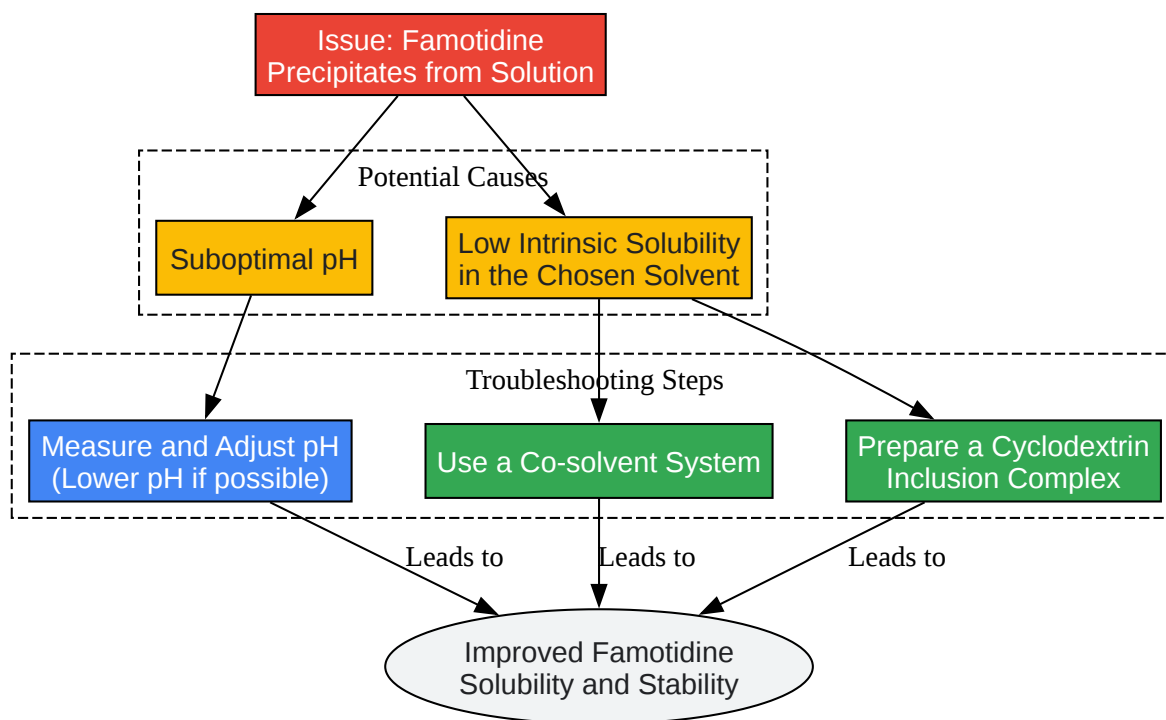 Issue: Famotidine
Precipitates from Solution
Potential Causes
Suboptimal pH
Low Intrinsic Solubility
in the Chosen Solvent
Troubleshooting Steps
Measure and Adjust pH
(Lower pH if possible)
Use a Co-solvent System
Prepare a Cyclodextrin
Inclusion Complex
Leads to
Leads to
Leads to
Improved Famotidine
Solubility and Stability